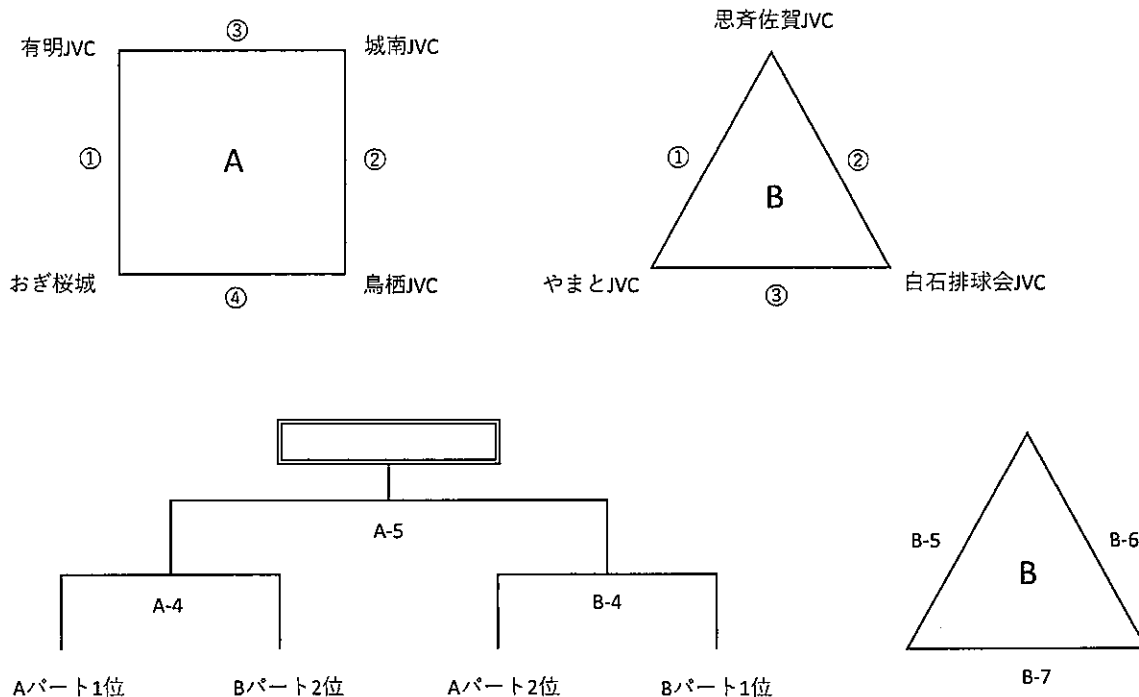 思斉佐賀JVC
有明JVC
③
城南JVC
①
A
②
①
B
②
おぎ桜城
④
鳥栖JVC
やまとJVC
③
白石排球会JVC
A-5
B-5
B
B-6
A-4
B-4
Aパート1位
Bパート2位
Aパート2位
Bパート1位
B-7